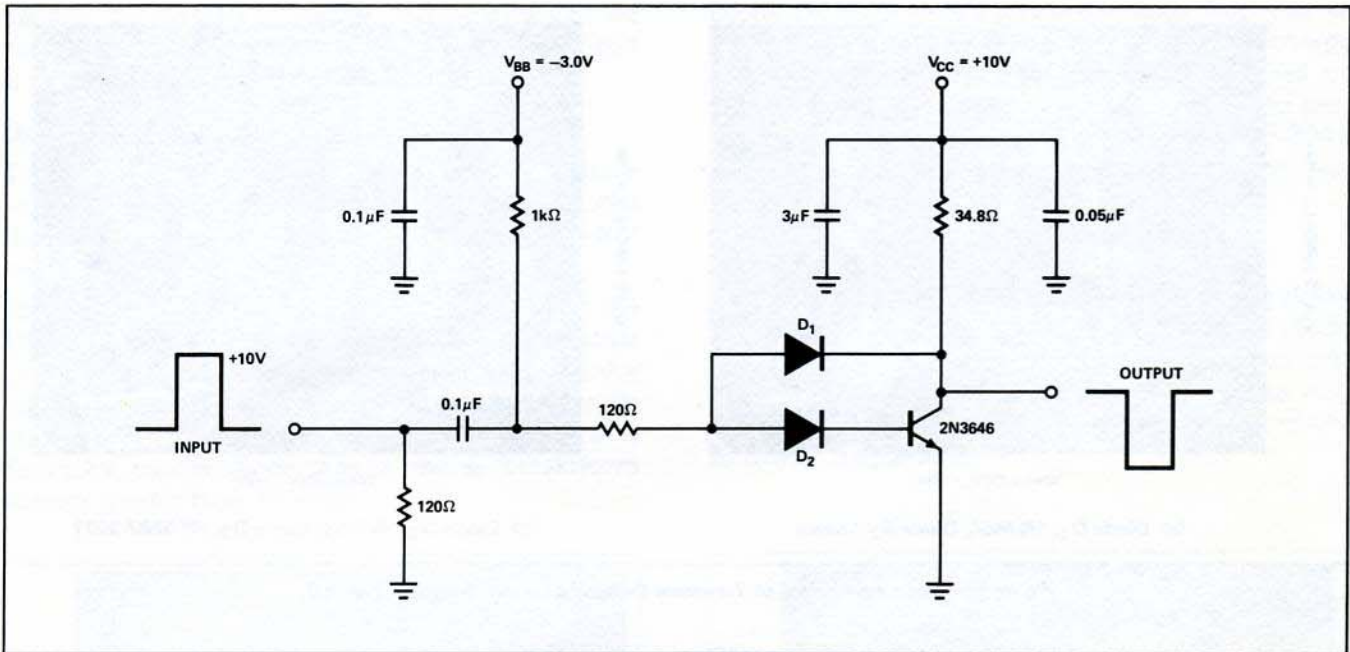 V_BB = −3.0V
V_CC = +10V
0.1µF
1kΩ
3µF
34.8Ω
0.05µF
D₁
+10V
OUTPUT
0.1µF
120Ω
2N3646
INPUT
D₂
120Ω